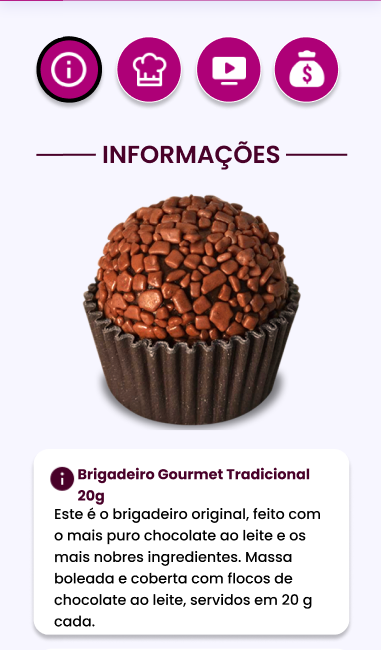 INFORMAÇÕES
Brigadeiro Gourmet Tradicional
20g
Este é o brigadeiro original, feito com
o mais puro chocolate ao leite e os
mais nobres ingredientes. Massa
boleada e coberta com flocos de
chocolate ao leite, servidos em 20 g
cada.